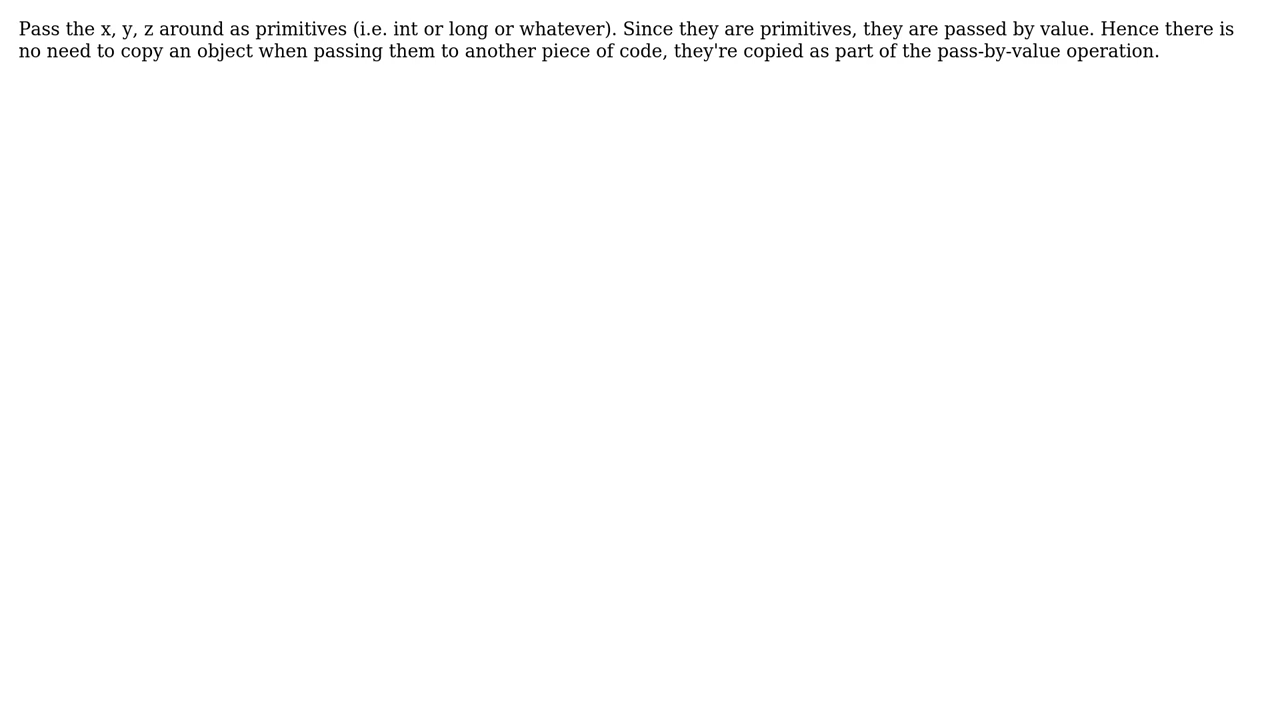 Pass the x, y, z around as primitives (i.e. int or long or whatever). Since they are primitives, they are passed by value. Hence there is
no need to copy an object when passing them to another piece of code, they're copied as part of the pass-by-value operation.